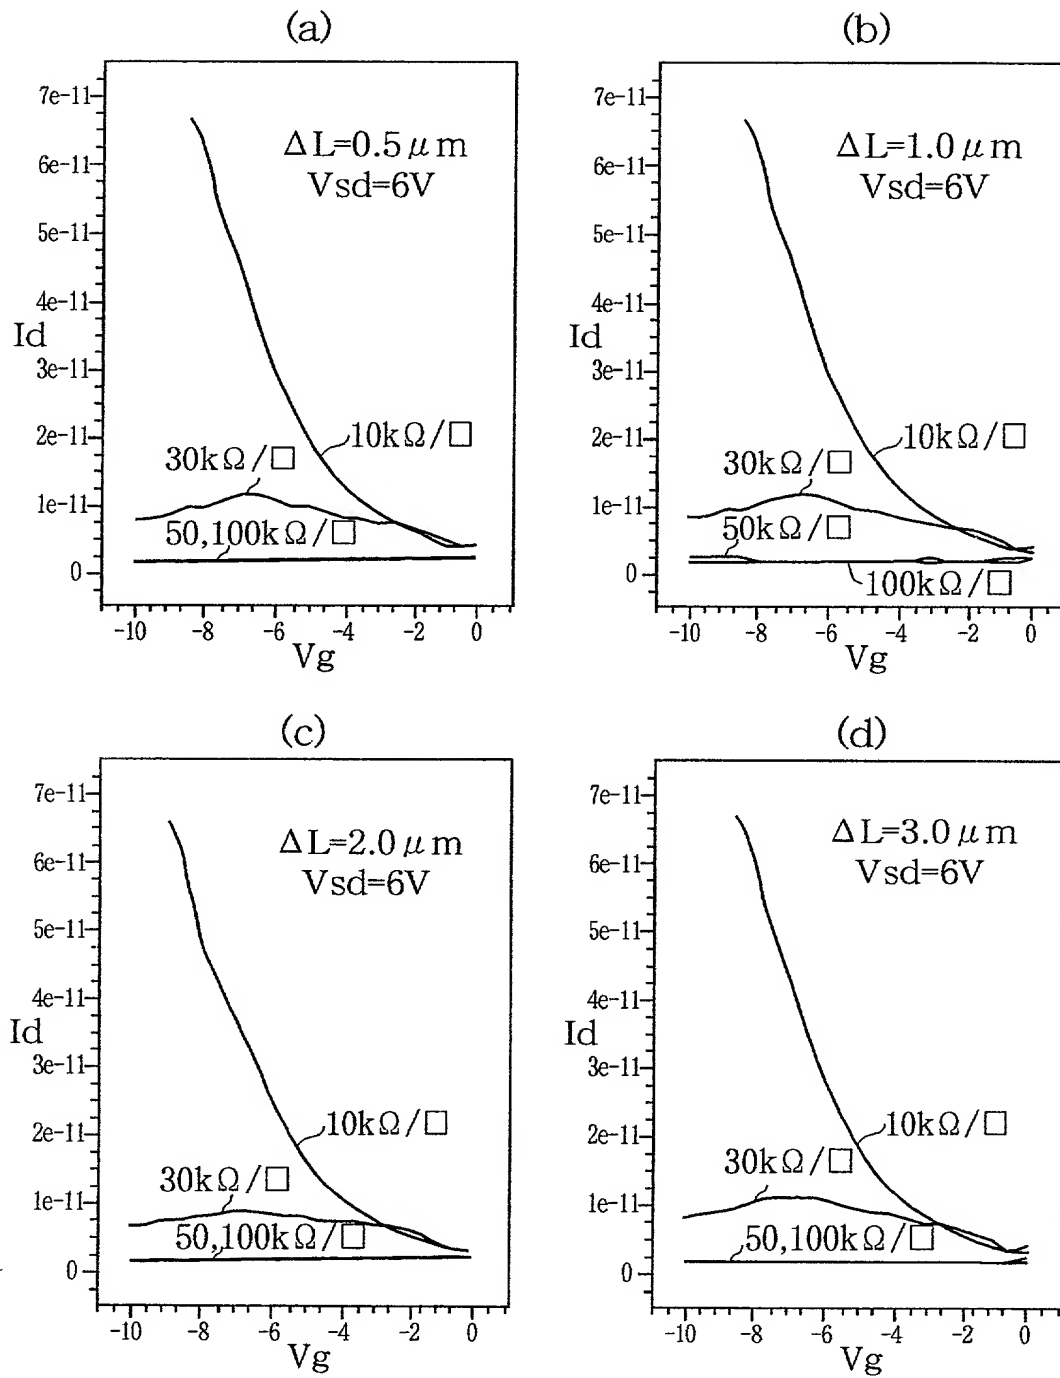 (a)
7e-11
6e-11
5e-11
4e-11
3e-11
2e-11
1e-11
0
Id
ΔL=0.5μm
Vsd=6V
10kΩ/□
30kΩ/□
50,100kΩ/□
-10 -8 -6 -4 -2 0
Vg
(b)
7e-11
6e-11
5e-11
4e-11
3e-11
2e-11
1e-11
0
Id
ΔL=1.0μm
Vsd=6V
10kΩ/□
30kΩ/□
50kΩ/□
100kΩ/□
-10 -8 -6 -4 -2 0
Vg
(c)
7e-11
6e-11
5e-11
4e-11
3e-11
2e-11
1e-11
0
Id
ΔL=2.0μm
Vsd=6V
10kΩ/□
30kΩ/□
50,100kΩ/□
-10 -8 -6 -4 -2 0
Vg
(d)
7e-11
6e-11
5e-11
4e-11
3e-11
2e-11
1e-11
0
Id
ΔL=3.0μm
Vsd=6V
10kΩ/□
30kΩ/□
50,100kΩ/□
-10 -8 -6 -4 -2 0
Vg